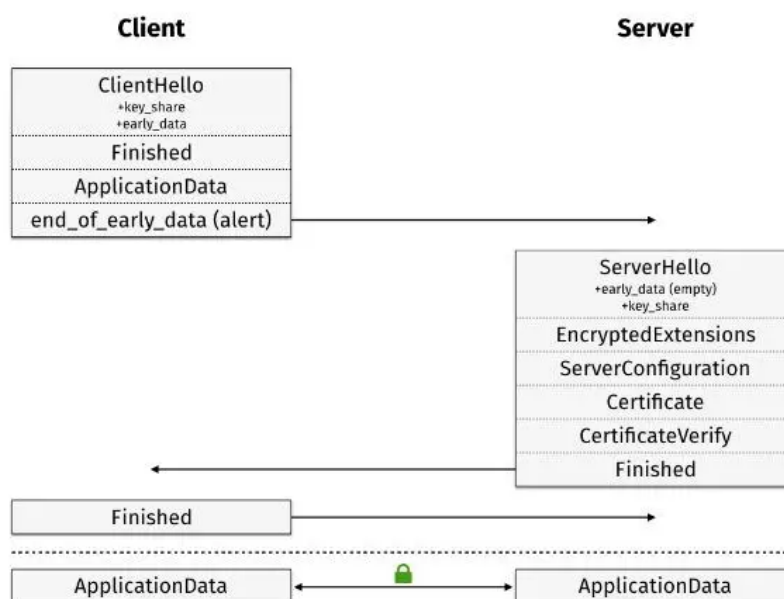 Client
Server
ClientHello
+key_share
+early_data
Finished
ApplicationData
end_of_early_data (alert)
ServerHello
+early_data (empty)
+key_share
EncryptedExtensions
ServerConfiguration
Certificate
CertificateVerify
Finished
Finished
ApplicationData
ApplicationData